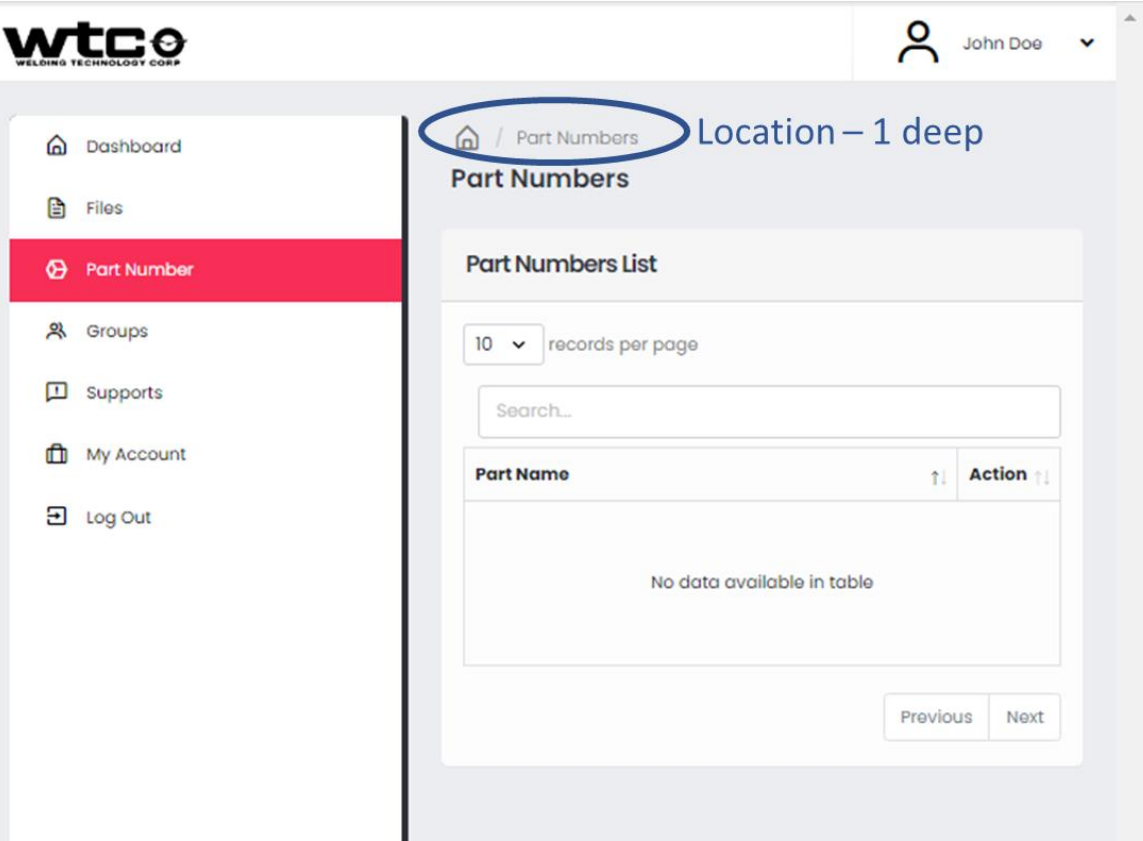 wtco
WELDING TECHNOLOGY CORP
John Doe
Dashboard
Files
Part Number
Groups
Supports
My Account
Log Out
/ Part Numbers
Location – 1 deep
Part Numbers
Part Numbers List
10 records per page
Search...
Part Name Action
No data available in table
Previous Next